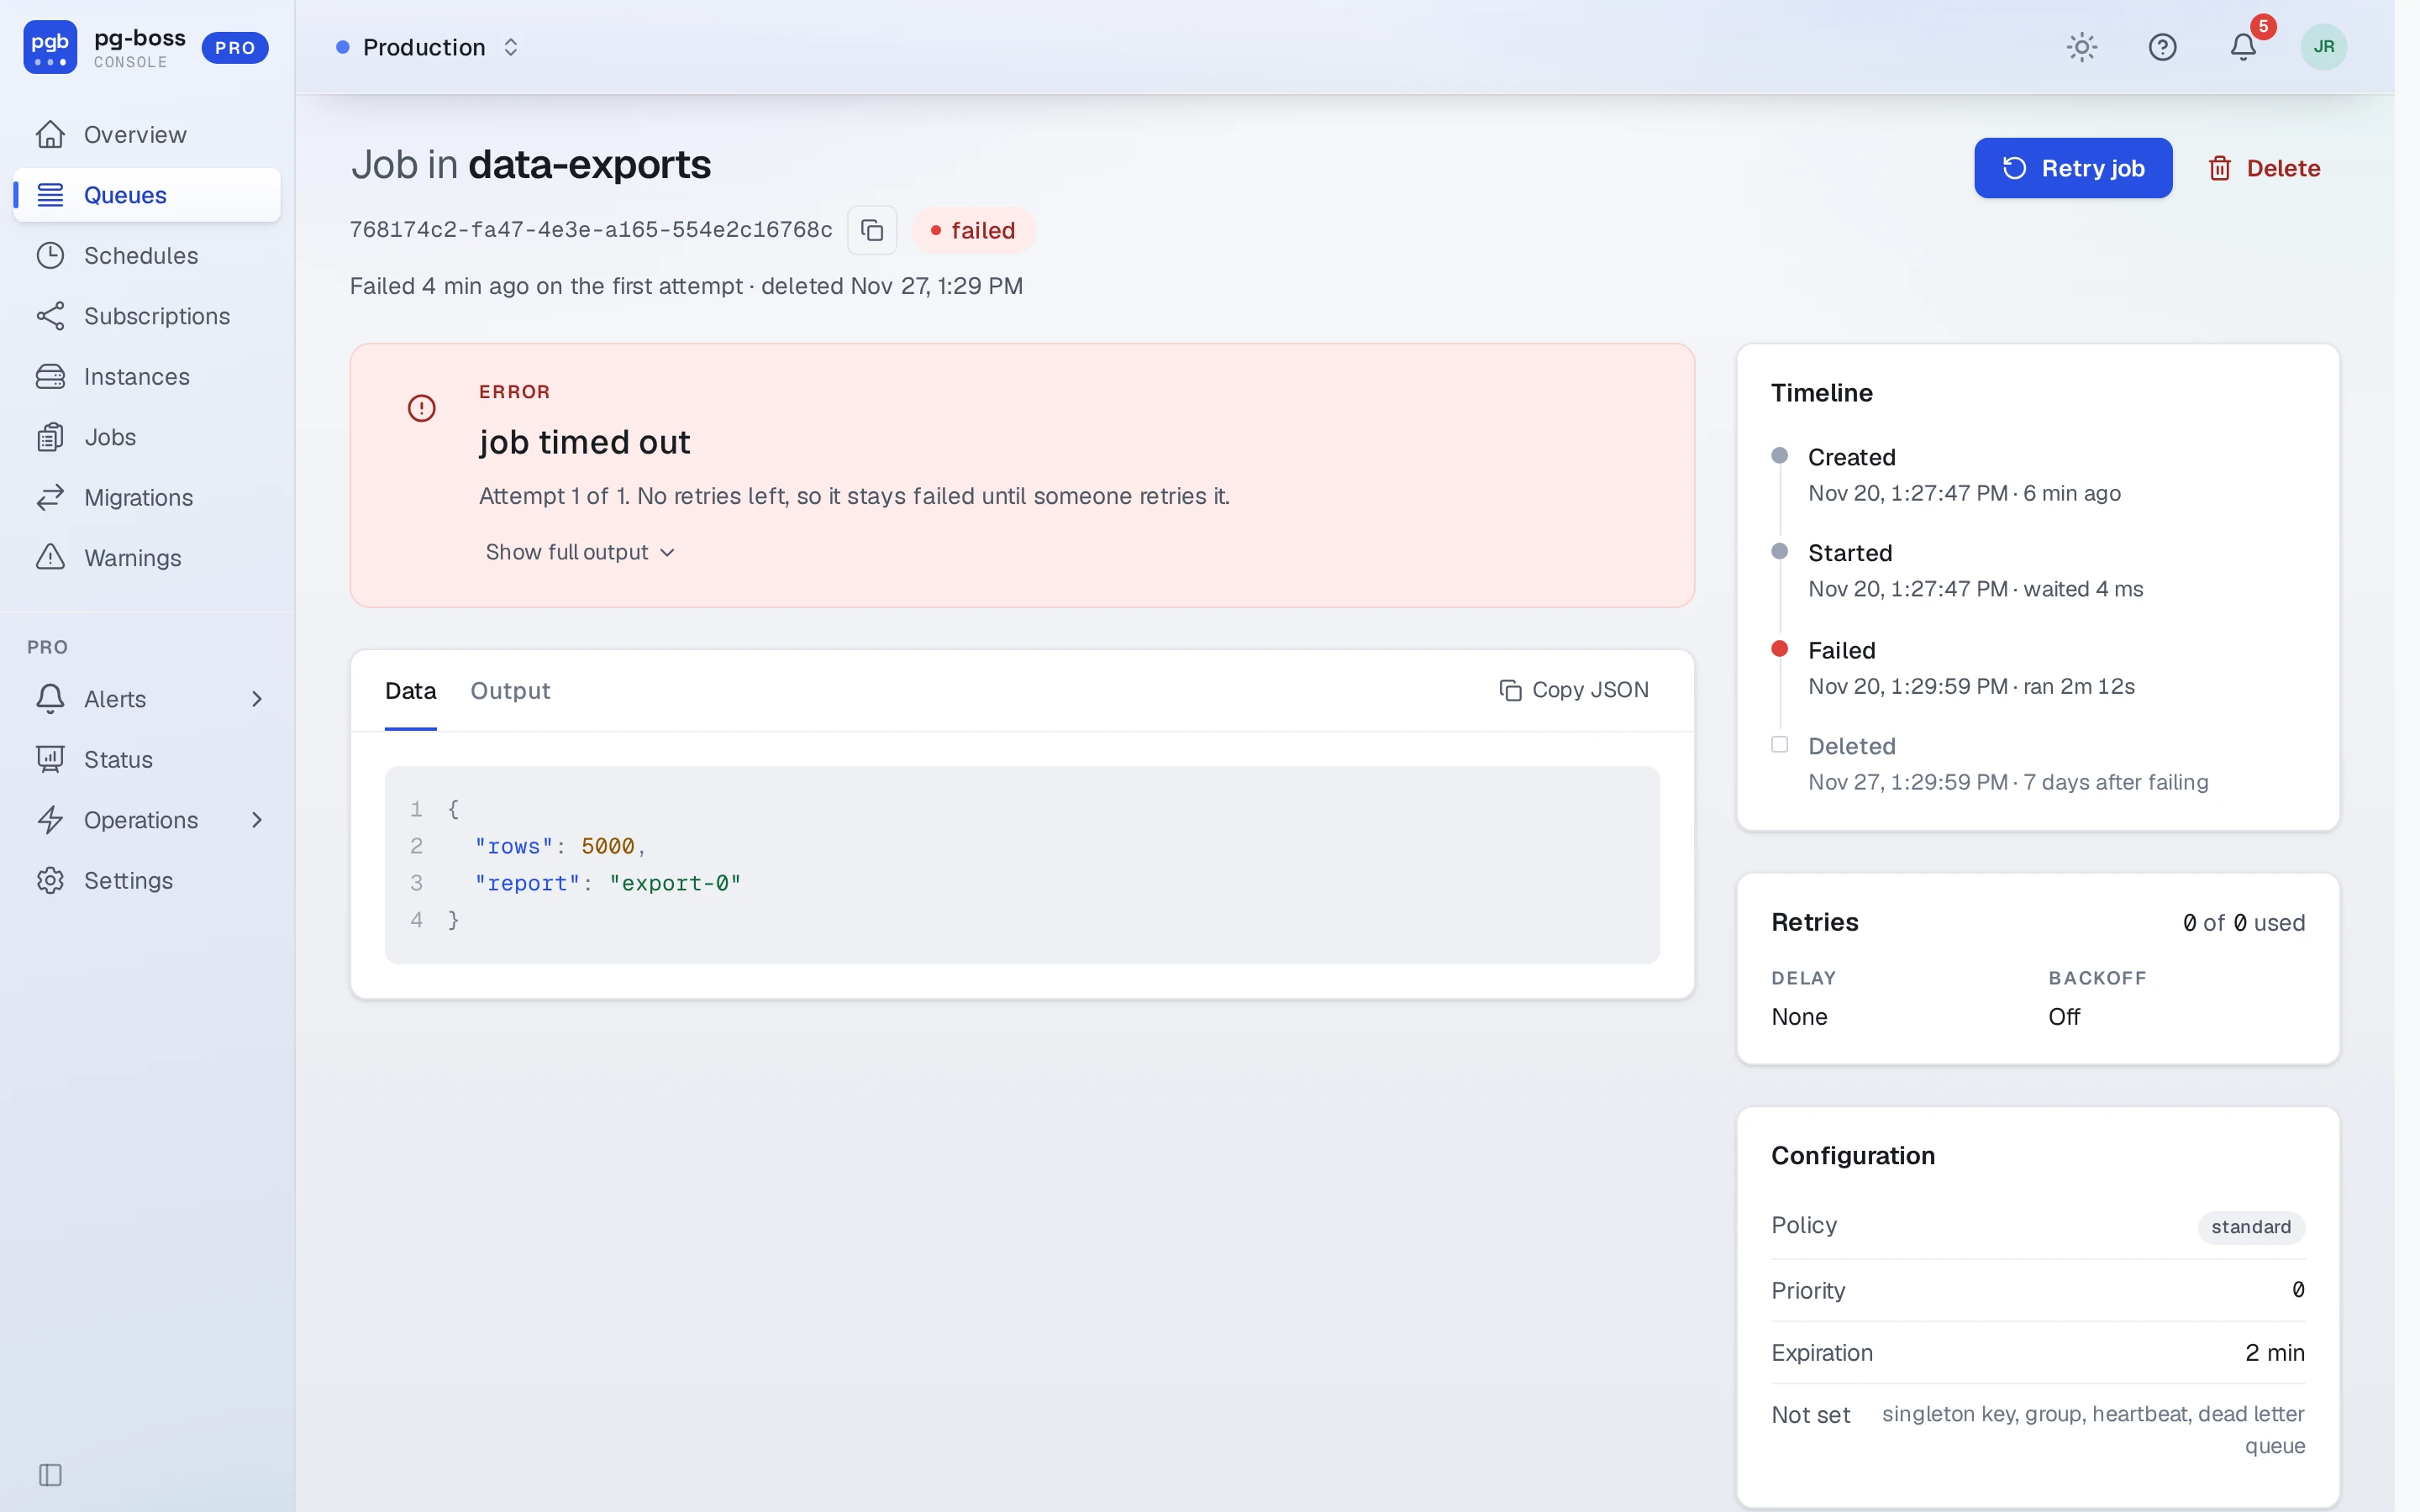 pgb
pg-boss
CONSOLE
PRO
Overview
Queues
Schedules
Subscriptions
Instances
Jobs
Migrations
Warnings
PRO
Alerts
Status
Operations
Settings
Production
5
JR
Job in data-exports
768174c2-fa47-4e3e-a165-554e2c16768c
failed
Failed 4 min ago on the first attempt · deleted Nov 27, 1:29 PM
Retry job
Delete
ERROR
job timed out
Attempt 1 of 1. No retries left, so it stays failed until someone retries it.
Show full output
Data
Output
Copy JSON
1 {
2 "rows": 5000,
3 "report": "export-0"
4 }
Timeline
Created
Nov 20, 1:27:47 PM · 6 min ago
Started
Nov 20, 1:27:47 PM · waited 4 ms
Failed
Nov 20, 1:29:59 PM · ran 2m 12s
Deleted
Nov 27, 1:29:59 PM · 7 days after failing
Retries
0 of 0 used
DELAY
BACKOFF
None
Off
Configuration
Policy
standard
Priority
0
Expiration
2 min
Not set
singleton key, group, heartbeat, dead letter
queue